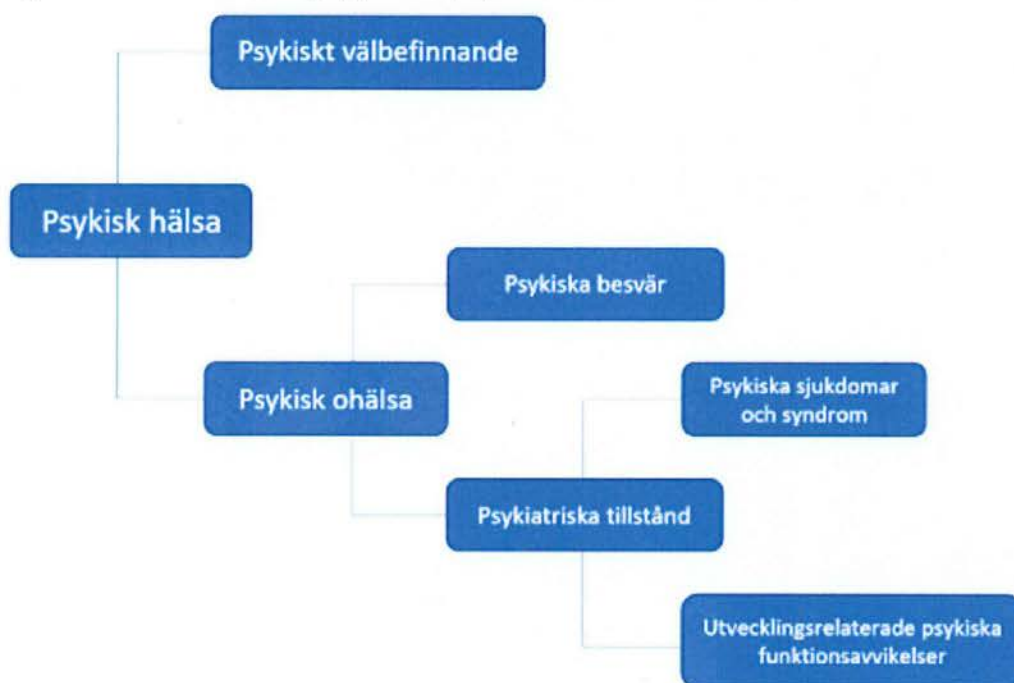 Psykiskt välbefinnande
Psykisk hälsa
Psykiska besvär
Psykisk ohälsa
Psykiska sjukdomar
och syndrom
Psykiatriska tillstånd
Utvecklingsrelaterade psykiska
funktionsavvikelser